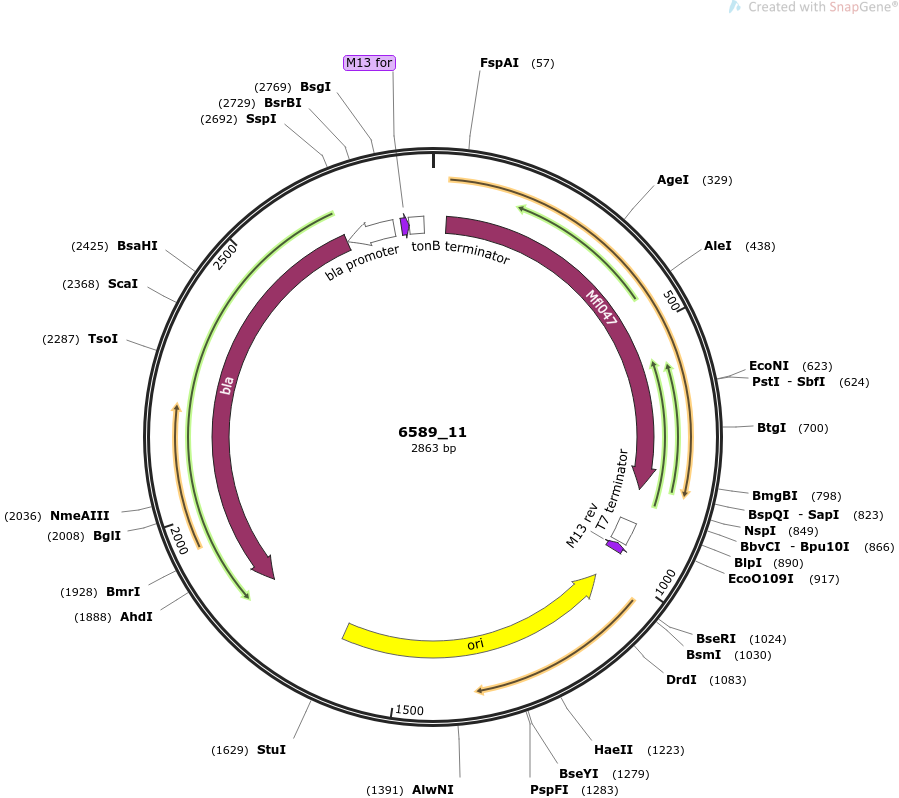 Created with SnapGene®
M13 for
FspAI (57)
(2769) BsgI
(2729) BsrBI
(2692) SspI
AgeI (329)
AleI (438)
(2425) BsaHI
(2368) ScaI
(2287) TsoI
2500
500
bla promoter
tonB terminator
Mfl047
bla
EcoNI (623)
PstI - SbfI (624)
BtgI (700)
6589_11
2863 bp
T7 terminator
M13 rev
BmgBI (798)
BspQI - SapI (823)
NspI (849)
BbvCI - Bpu10I (866)
BlpI (890)
EcoO109I (917)
(2036) NmeAIII
(2008) BglI
2000
(1928) BmrI
(1888) AhdI
1000
BseRI (1024)
BsmI (1030)
DrdI (1083)
ori
1500
(1629) StuI
HaeII (1223)
BseYI (1279)
PspFI (1283)
(1391) AlwNI